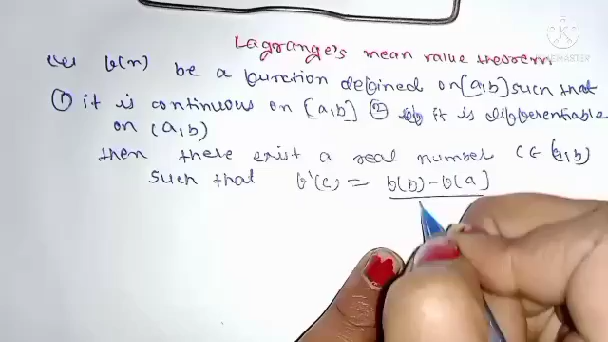 Lagrange's mean value theorem
Let f(x) be a function defined on [a,b] such that
① it is continuous on [a,b] ② it is differentiable
on (a,b)
then there exist a real number c ∈ (a,b)
such that f'(c) = f(b) - f(a)
KINEMASTER